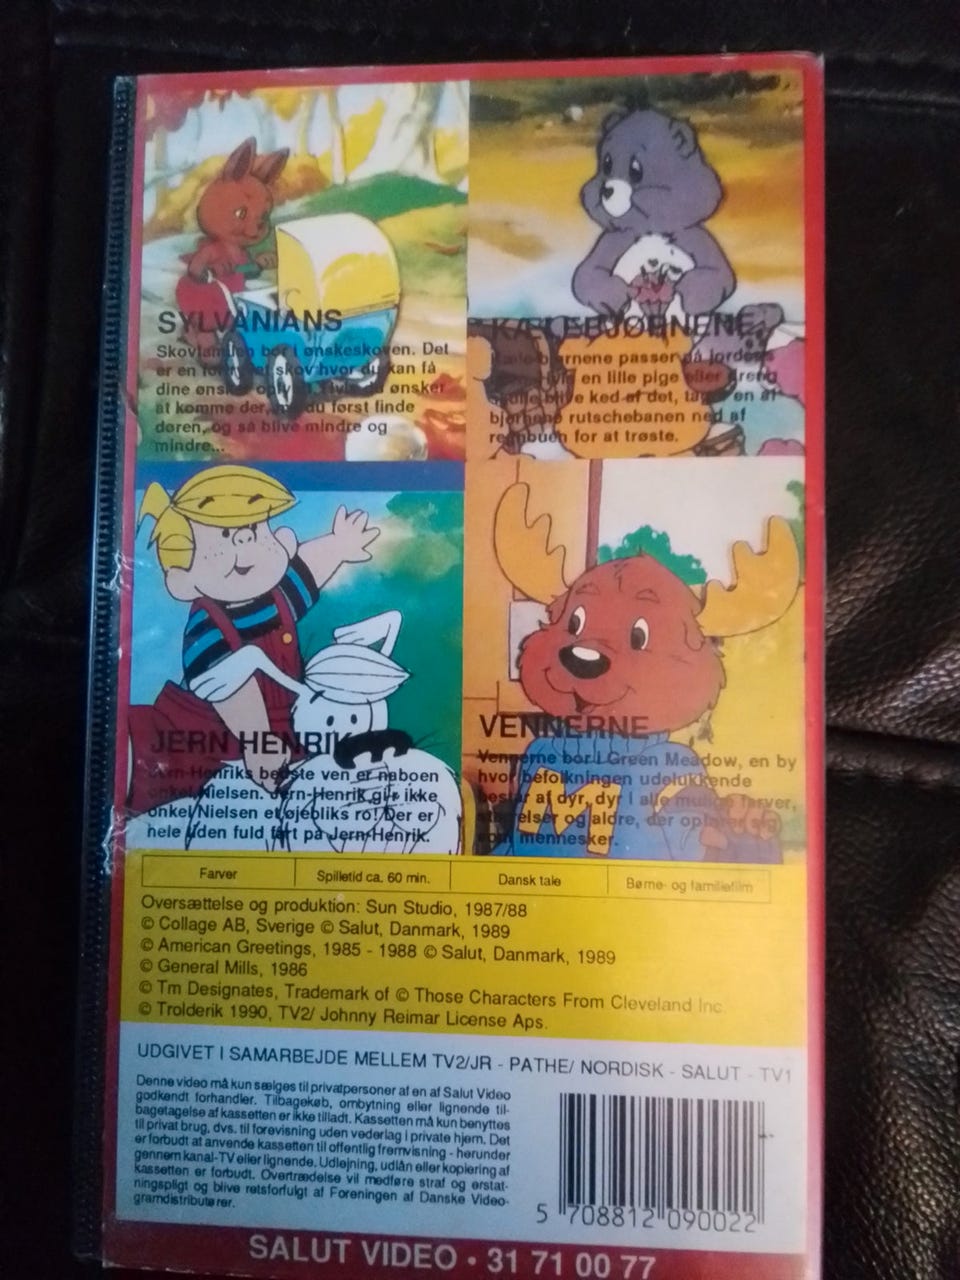 SYLVANIANS
Skovfamilien bor i ønskeskoven. Det
er en fortryllet skov hvor du kan få
dine ønsker opfyldt. Hvis du ønsker
at komme der, må du først finde
døren, og så blive mindre og
mindre...
KÆLEBJØRNENE
Kælebjørnene passer på jordens
en lille pige eller dreng
skulle blive ked af det, tager en af
bjørnene rutschebanen ned af
regnbuen for at trøste.
JERN HENRIK
Jern-Henriks bedste ven er naboen
onkel Nielsen. Jern-Henrik gir ikke
onkel Nielsen et øjebliks ro! Der er
hele tiden fuld fart på Jern-Henrik.
VENNERNE
Vennerne bor i Green Meadow, en by
hvor befolkningen udelukkende
består af dyr, dyr i alle mulige farver,
størrelser og aldre, der opfører sig
som mennesker.
M
Farver
Spilletid ca. 60 min.
Dansk tale
Børne- og familiefilm
Oversættelse og produktion: Sun Studio, 1987/88
© Collage AB, Sverige © Salut, Danmark, 1989
© American Greetings, 1985 - 1988 © Salut, Danmark, 1989
© General Mills, 1986
© Tm Designates, Trademark of © Those Characters From Cleveland Inc.
© Trolderik 1990, TV2/ Johnny Reimar License Aps.
UDGIVET I SAMARBEJDE MELLEM TV2/JR - PATHE/ NORDISK - SALUT - TV1
Denne video må kun sælges til privatpersoner af en af Salut Video
godkendt forhandler. Tilbagekøb, ombytning eller lignende til-
bagetagelse af kassetten er ikke tilladt. Kassetten må kun benyttes
til privat brug, dvs. til forevisning uden vederlag i private hjem. Det
er forbudt at anvende kassetten til offentlig fremvisning - herunder
gennem kanal-TV eller lignende. Udlejning, udlån eller kopiering af
kassetten er forbudt. Overtrædelse vil medføre straf og erstat-
ningspligt og blive retsforfulgt af Foreningen af Danske Video-
gramdistributører.
5 708812 090022
SALUT VIDEO • 31 71 00 77